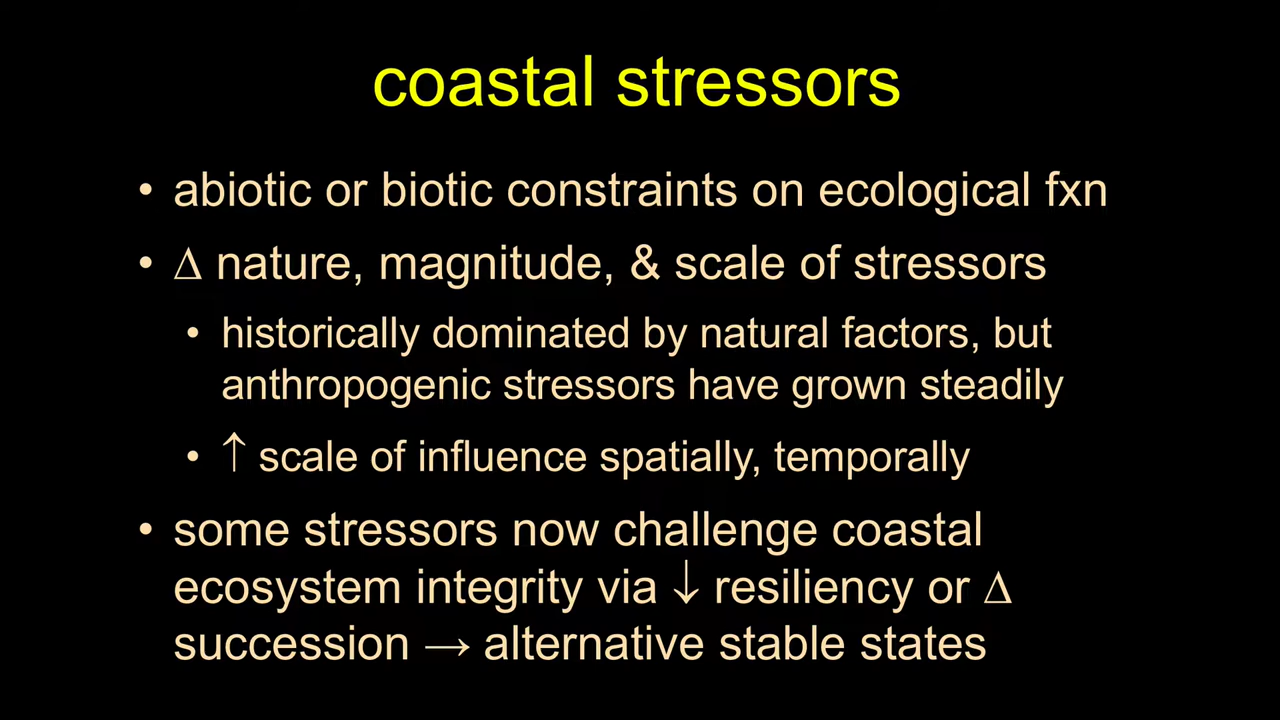 coastal stressors
• abiotic or biotic constraints on ecological fxn
• Δ nature, magnitude, & scale of stressors
• historically dominated by natural factors, but
anthropogenic stressors have grown steadily
• ↑ scale of influence spatially, temporally
• some stressors now challenge coastal
ecosystem integrity via ↓ resiliency or Δ
succession → alternative stable states